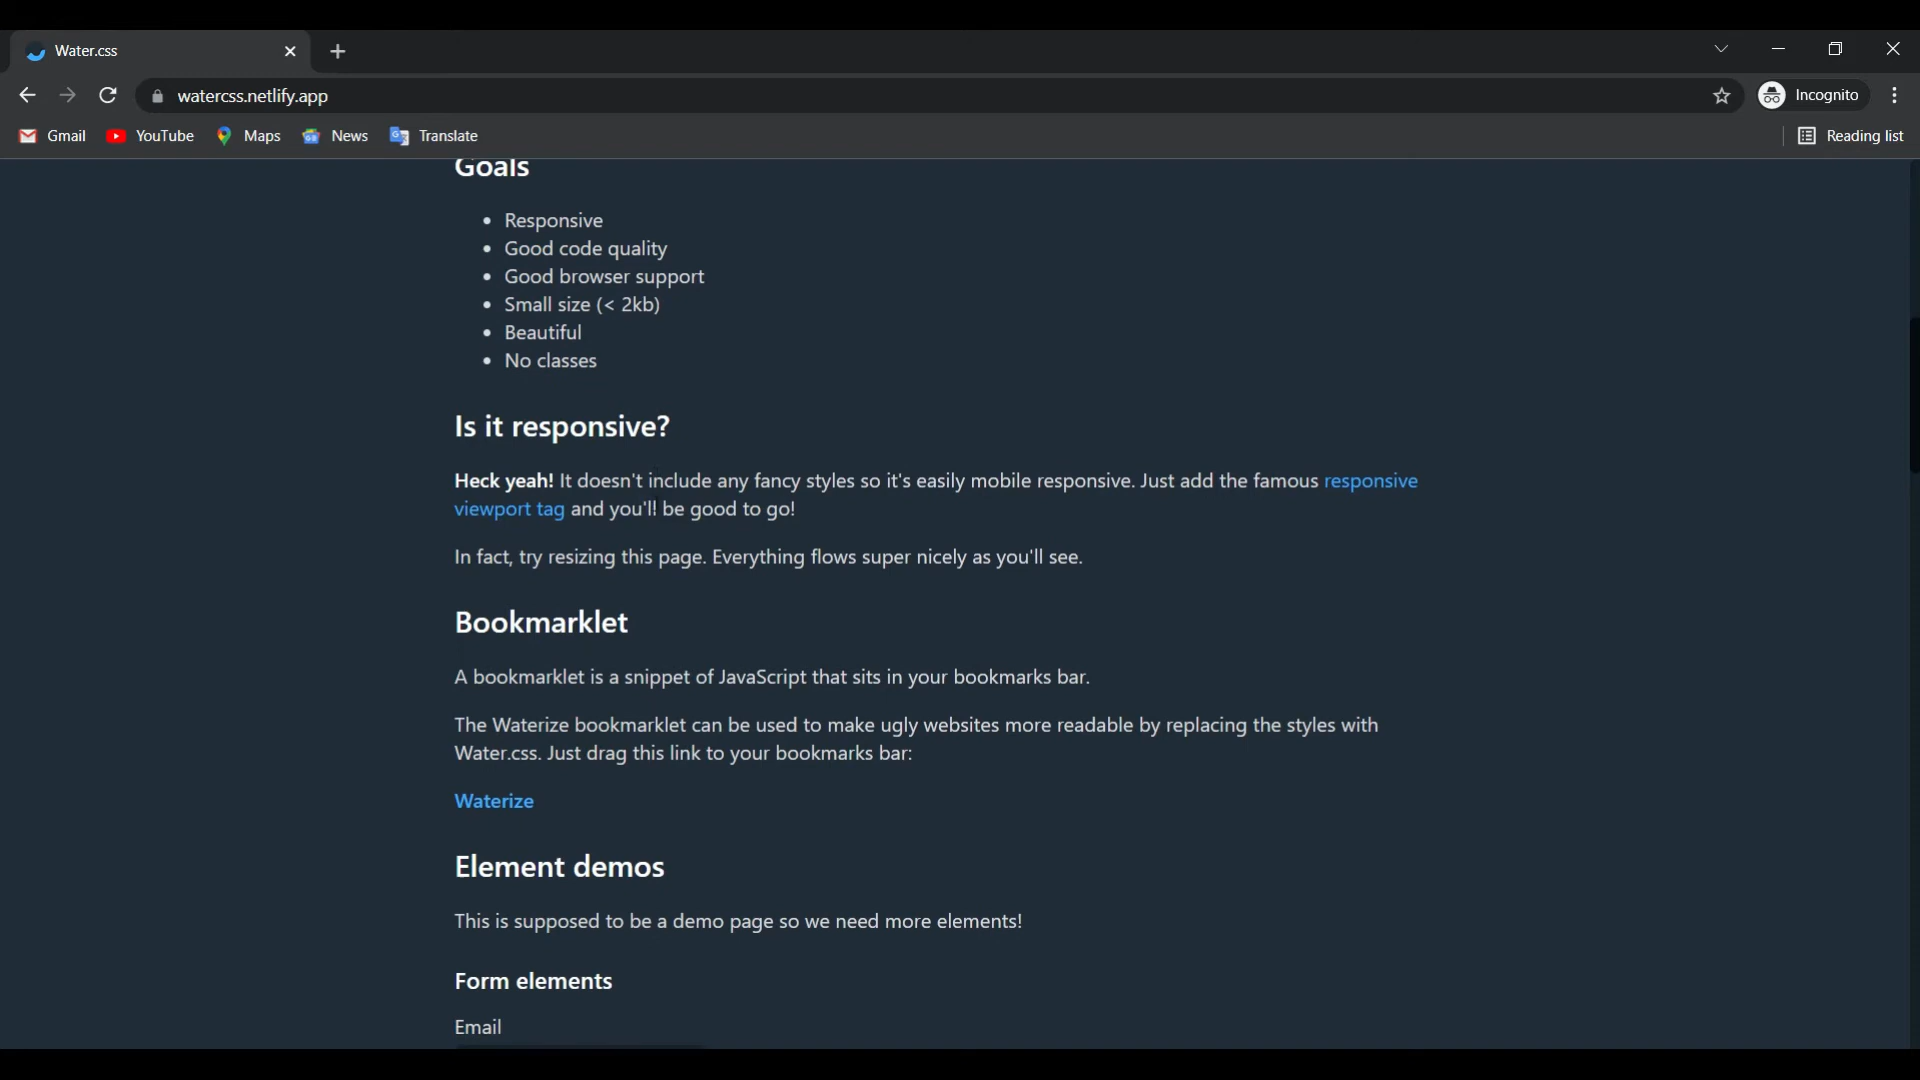 Water.css
watercss.netlify.app
Incognito
Gmail
YouTube
Maps
News
Translate
Reading list
Goals
• Responsive
• Good code quality
• Good browser support
• Small size (< 2kb)
• Beautiful
• No classes
Is it responsive?
Heck yeah! It doesn't include any fancy styles so it's easily mobile responsive. Just add the famous responsive
viewport tag and you'll be good to go!
In fact, try resizing this page. Everything flows super nicely as you'll see.
Bookmarklet
A bookmarklet is a snippet of JavaScript that sits in your bookmarks bar.
The Waterize bookmarklet can be used to make ugly websites more readable by replacing the styles with
Water.css. Just drag this link to your bookmarks bar:
Waterize
Element demos
This is supposed to be a demo page so we need more elements!
Form elements
Email